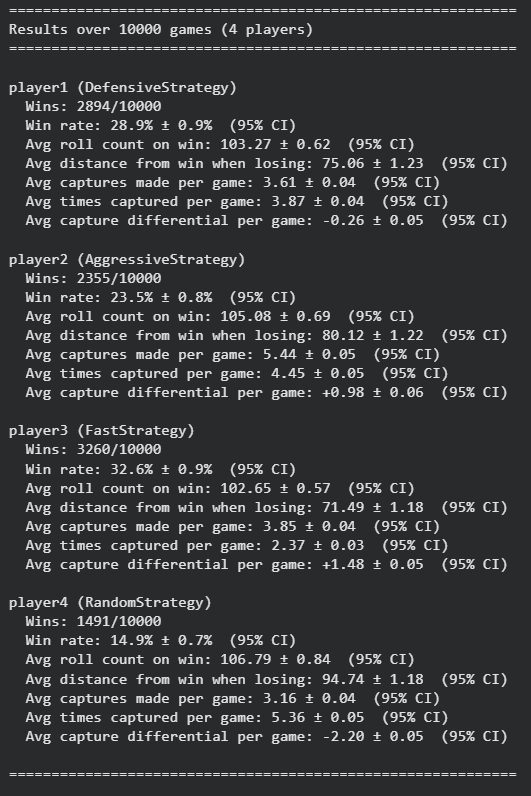 ============================================================
Results over 10000 games (4 players)
============================================================
player1 (DefensiveStrategy)
Wins: 2894/10000
Win rate: 28.9% ± 0.9%  (95% CI)
Avg roll count on win: 103.27 ± 0.62  (95% CI)
Avg distance from win when losing: 75.06 ± 1.23  (95% CI)
Avg captures made per game: 3.61 ± 0.04  (95% CI)
Avg times captured per game: 3.87 ± 0.04  (95% CI)
Avg capture differential per game: -0.26 ± 0.05  (95% CI)
player2 (AggressiveStrategy)
Wins: 2355/10000
Win rate: 23.5% ± 0.8%  (95% CI)
Avg roll count on win: 105.08 ± 0.69  (95% CI)
Avg distance from win when losing: 80.12 ± 1.22  (95% CI)
Avg captures made per game: 5.44 ± 0.05  (95% CI)
Avg times captured per game: 4.45 ± 0.05  (95% CI)
Avg capture differential per game: +0.98 ± 0.06  (95% CI)
player3 (FastStrategy)
Wins: 3260/10000
Win rate: 32.6% ± 0.9%  (95% CI)
Avg roll count on win: 102.65 ± 0.57  (95% CI)
Avg distance from win when losing: 71.49 ± 1.18  (95% CI)
Avg captures made per game: 3.85 ± 0.04  (95% CI)
Avg times captured per game: 2.37 ± 0.03  (95% CI)
Avg capture differential per game: +1.48 ± 0.05  (95% CI)
player4 (RandomStrategy)
Wins: 1491/10000
Win rate: 14.9% ± 0.7%  (95% CI)
Avg roll count on win: 106.79 ± 0.84  (95% CI)
Avg distance from win when losing: 94.74 ± 1.18  (95% CI)
Avg captures made per game: 3.16 ± 0.04  (95% CI)
Avg times captured per game: 5.36 ± 0.05  (95% CI)
Avg capture differential per game: -2.20 ± 0.05  (95% CI)
============================================================